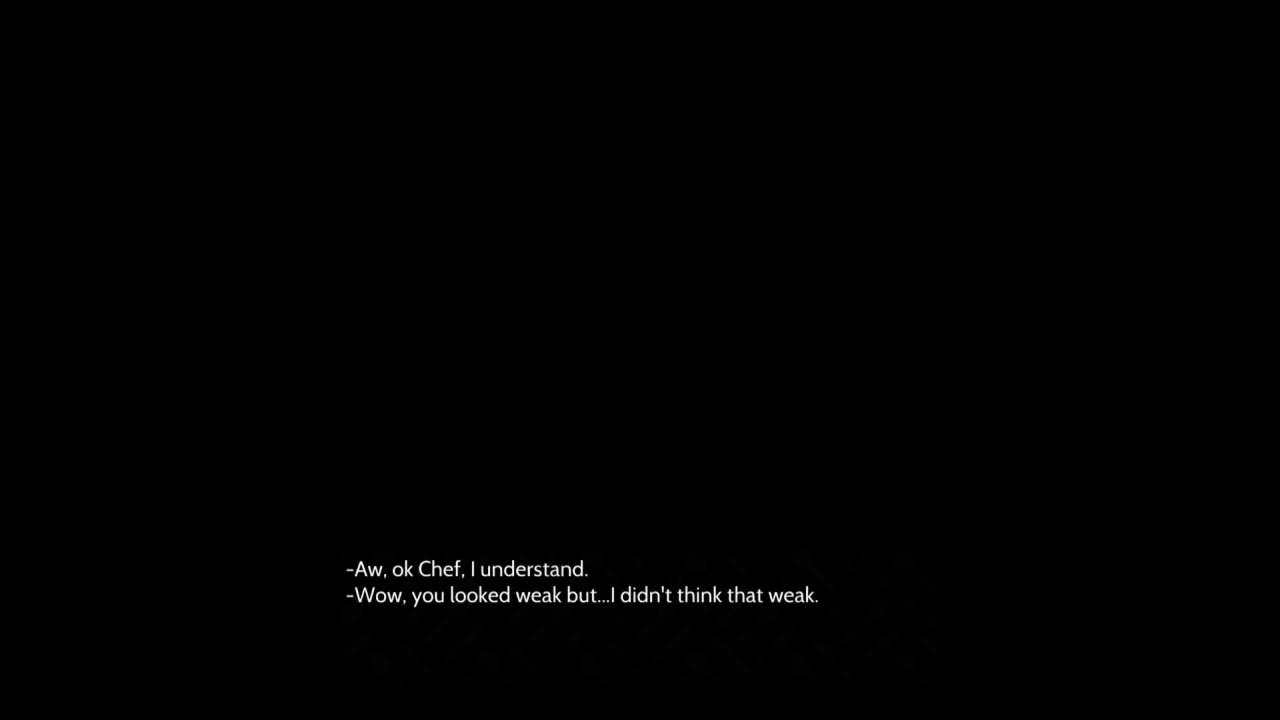 -Aw, ok Chef, I understand.
-Wow, you looked weak but...I didn't think that weak.